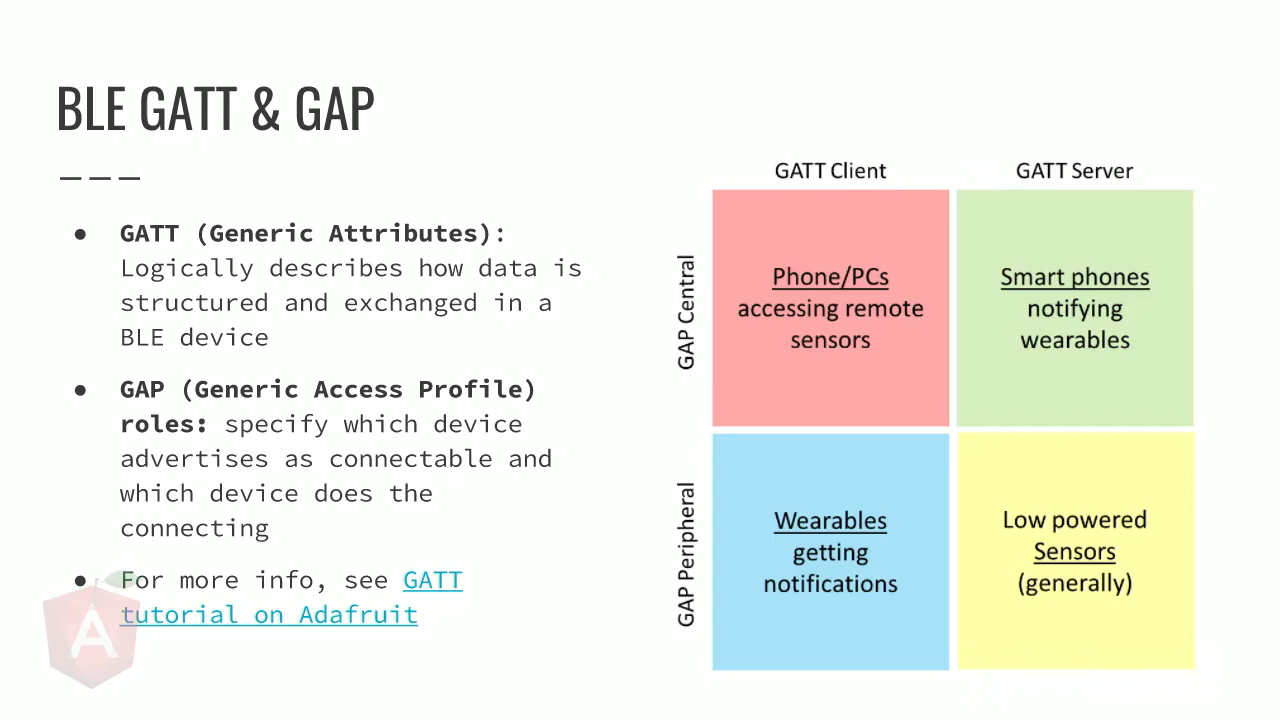 BLE GATT & GAP
● GATT (Generic Attributes):
Logically describes how data is
structured and exchanged in a
BLE device
● GAP (Generic Access Profile)
roles: specify which device
advertises as connectable and
which device does the
connecting
● For more info, see GATT
tutorial on Adafruit
A
GATT Client
GATT Server
GAP Central
Phone/PCs
accessing remote
sensors
Smart phones
notifying
wearables
GAP Peripheral
Wearables
getting
notifications
Low powered
Sensors
(generally)